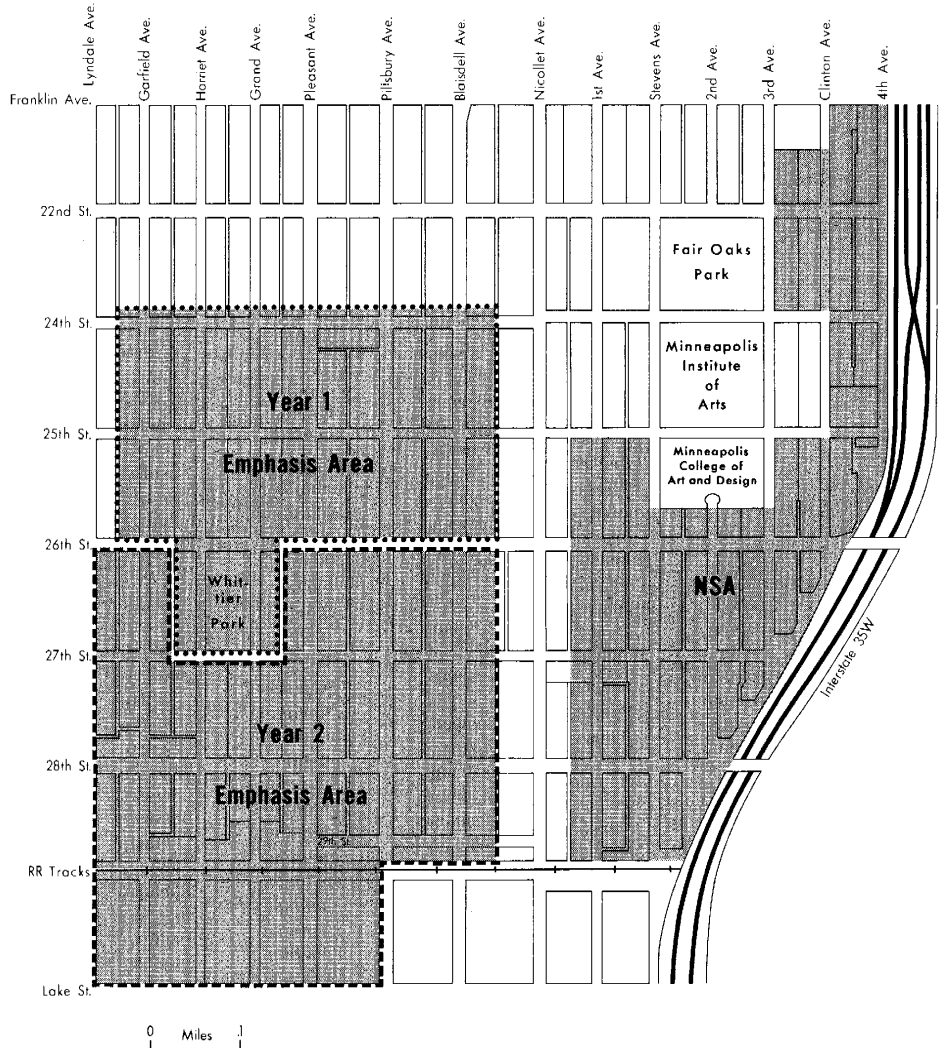 Lyndale Ave.
Garfield Ave.
Harriet Ave.
Grand Ave.
Pleasant Ave.
Pillsbury Ave.
Blaisdell Ave.
Nicollet Ave.
1st Ave.
Stevens Ave.
2nd Ave.
3rd Ave.
Clinton Ave.
4th Ave.
Franklin Ave.
22nd St.
Fair Oaks
Park
24th St.
Minneapolis
Institute
of
Arts
Year 1
25th St.
Emphasis Area
Minneapolis
College of
Art and Design
26th St.
Whit-
tier
Park
NSA
27th St.
Interstate 35W
Year 2
28th St.
Emphasis Area
29th St.
RR Tracks
Lake St.
0 Miles .1